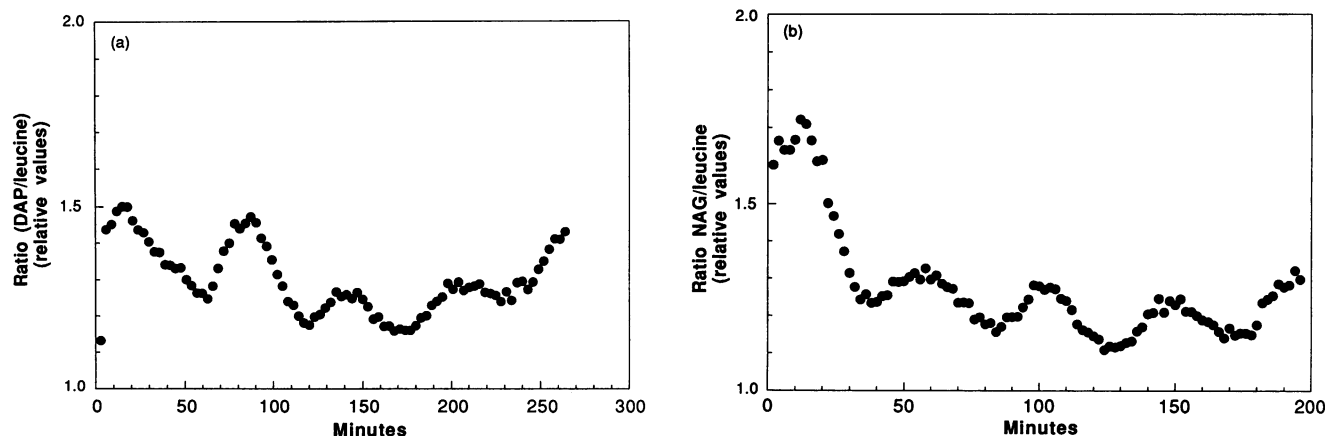 (a)
2.0
1.5
1.0
Ratio (DAP/leucine)
(relative values)
0 50 100 150 200 250 300
Minutes
(b)
2.0
1.5
1.0
Ratio NAG/leucine
(relative values)
0 50 100 150 200
Minutes